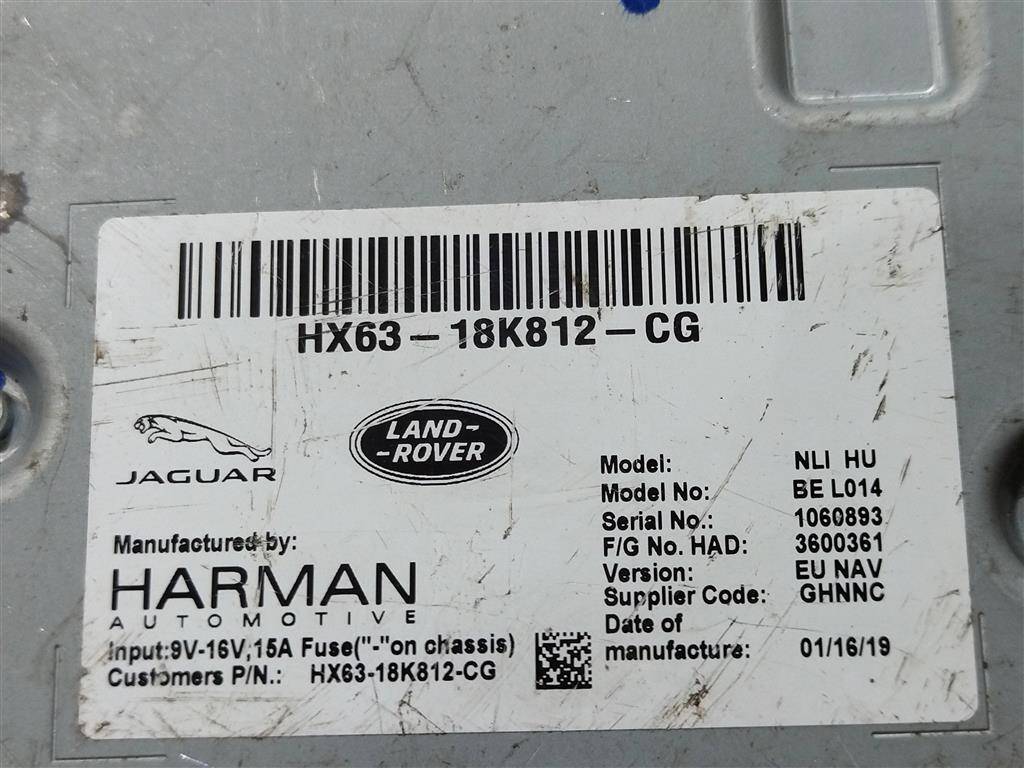 HX63-18K812-CG
JAGUAR
LAND-
-ROVER
Manufactured by:
HARMAN
AUTOMOTIVE
Input:9V-16V,15A Fuse("-"on chassis)
Customers P/N.: HX63-18K812-CG
Model: NLI HU
Model No: BE L014
Serial No.: 1060893
F/G No. HAD: 3600361
Version: EU NAV
Supplier Code: GHNNC
Date of
manufacture: 01/16/19